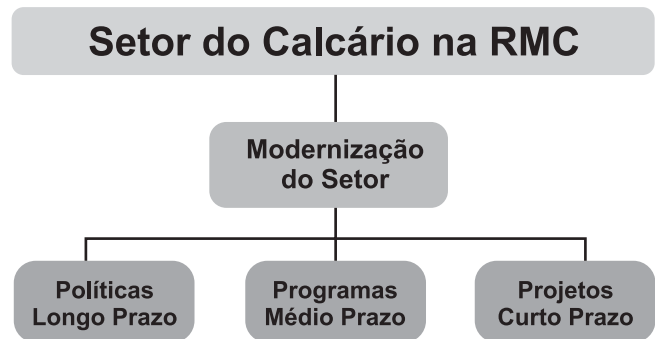 Setor do Calcário na RMC
Modernização
do Setor
Políticas
Longo Prazo
Programas
Médio Prazo
Projetos
Curto Prazo